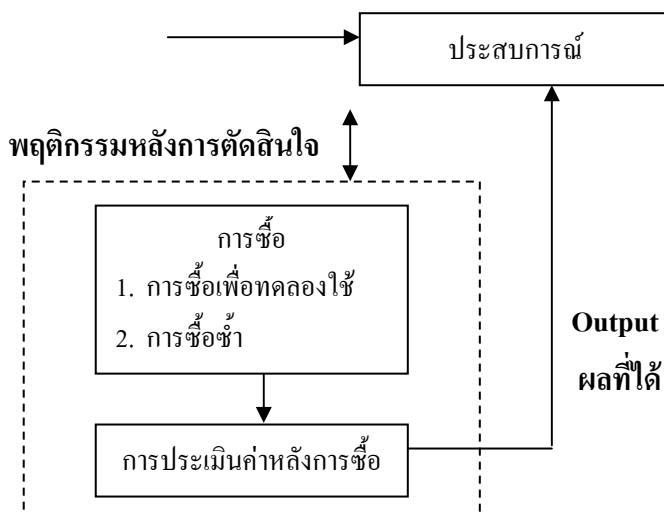 ประสบการณ์
พฤติกรรมหลังการตัดสินใจ
การซื้อ
1. การซื้อเพื่อทดลองใช้
2. การซื้อซ้ำ
Output
ผลที่ได้
การประเมินค่าหลังการซื้อ